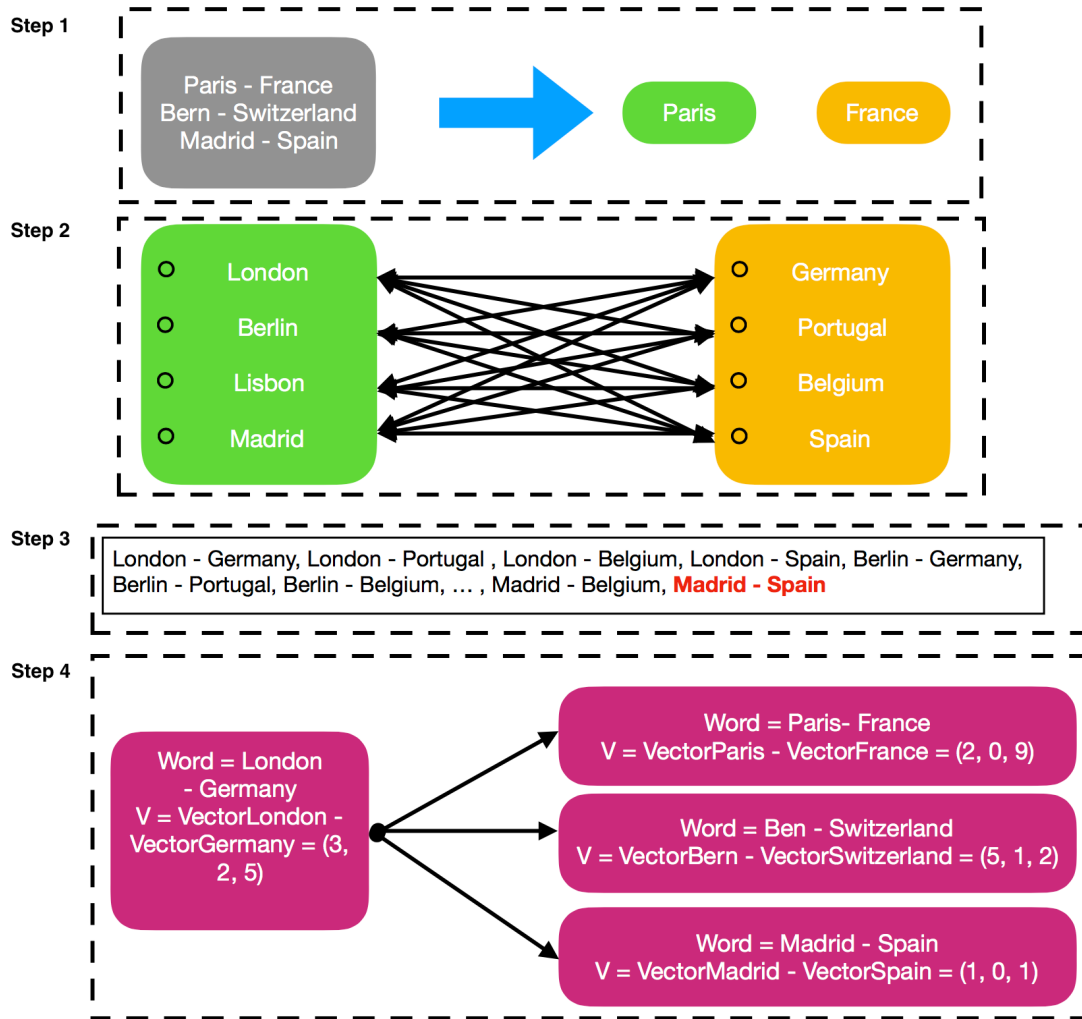 Step 1
Paris - France
Bern - Switzerland
Madrid - Spain
Paris
France
Step 2
London
Berlin
Lisbon
Madrid
Germany
Portugal
Belgium
Spain
Step 3
London - Germany, London - Portugal , London - Belgium, London - Spain, Berlin - Germany,
Berlin - Portugal, Berlin - Belgium, ... , Madrid - Belgium, Madrid - Spain
Step 4
Word = London
- Germany
V = VectorLondon -
VectorGermany = (3,
2, 5)
Word = Paris- France
V = VectorParis - VectorFrance = (2, 0, 9)
Word = Ben - Switzerland
V = VectorBern - VectorSwitzerland = (5, 1, 2)
Word = Madrid - Spain
V = VectorMadrid - VectorSpain = (1, 0, 1)